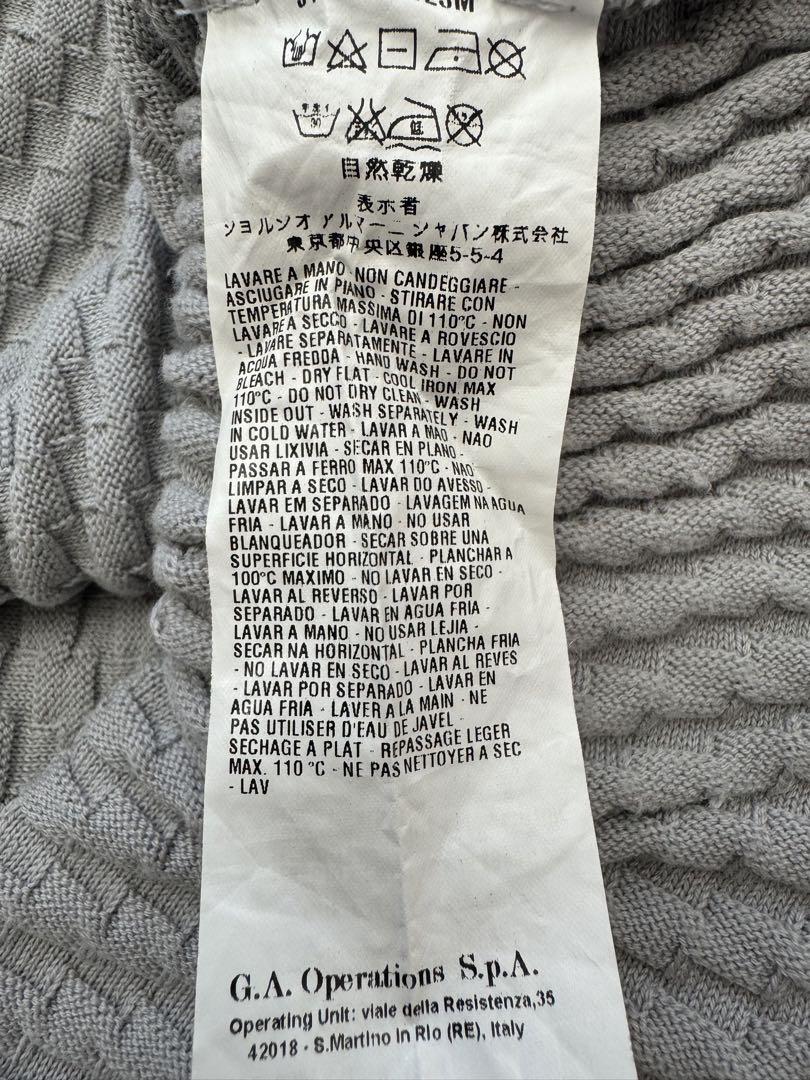 30
低
自然乾燥
表示者
ジョルジオ アルマーニ ジャパン株式会社
東京都中央区銀座5-5-4
LAVARE A MANO - NON CANDEGGIARE -
ASCIUGARE IN PIANO - STIRARE CON
TEMPERATURA MASSIMA DI 110°C - NON
LAVARE A SECCO - LAVARE A ROVESCIO
- LAVARE SEPARATAMENTE - LAVARE IN
ACQUA FREDDA - HAND WASH - DO NOT
BLEACH - DRY FLAT - COOL IRON MAX
110°C - DO NOT DRY CLEAN - WASH
INSIDE OUT - WASH SEPARATELY - WASH
IN COLD WATER - LAVAR A MAO - NAO
USAR LIXIVIA - SECAR EN PLANO -
PASSAR A FERRO MAX 110°C - NAO
LIMPAR A SECO - LAVAR DO AVESSO -
LAVAR EM SEPARADO - LAVAGEM NA AGUA
FRIA - LAVAR A MANO - NO USAR
BLANQUEADOR - SECAR SOBRE UNA
SUPERFICIE HORIZONTAL - PLANCHAR A
100°C MAXIMO - NO LAVAR EN SECO -
LAVAR AL REVERSO - LAVAR POR
SEPARADO - LAVAR EN AGUA FRIA -
LAVAR A MANO - NO USAR LEJIA -
SECAR NA HORIZONTAL - PLANCHA FRIA
- NO LAVAR EN SECO - LAVAR AL REVES
- LAVAR POR SEPARADO - LAVAR EN
AGUA FRIA - LAVER A LA MAIN - NE
PAS UTILISER D'EAU DE JAVEL -
SECHAGE A PLAT - REPASSAGE LEGER
MAX. 110 °C - NE PAS NETTOYER A SEC
- LAV
G.A. Operations S.p.A.
Operating Unit: viale della Resistenza,35
42018 - S.Martino in Rio (RE), Italy